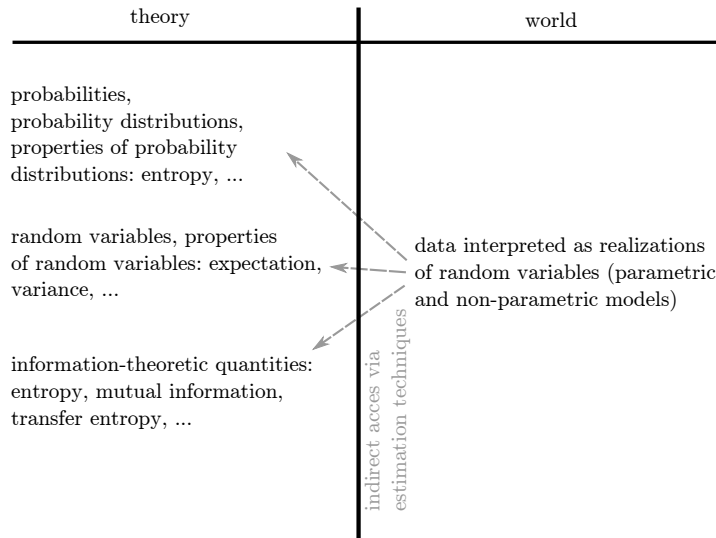 theory
world
probabilities,
probability distributions,
properties of probability
distributions: entropy, ...
random variables, properties
of random variables: expectation,
variance, ...
data interpreted as realizations
of random variables (parametric
and non-parametric models)
information-theoretic quantities:
entropy, mutual information,
transfer entropy, ...
indirect acces via
estimation techniques